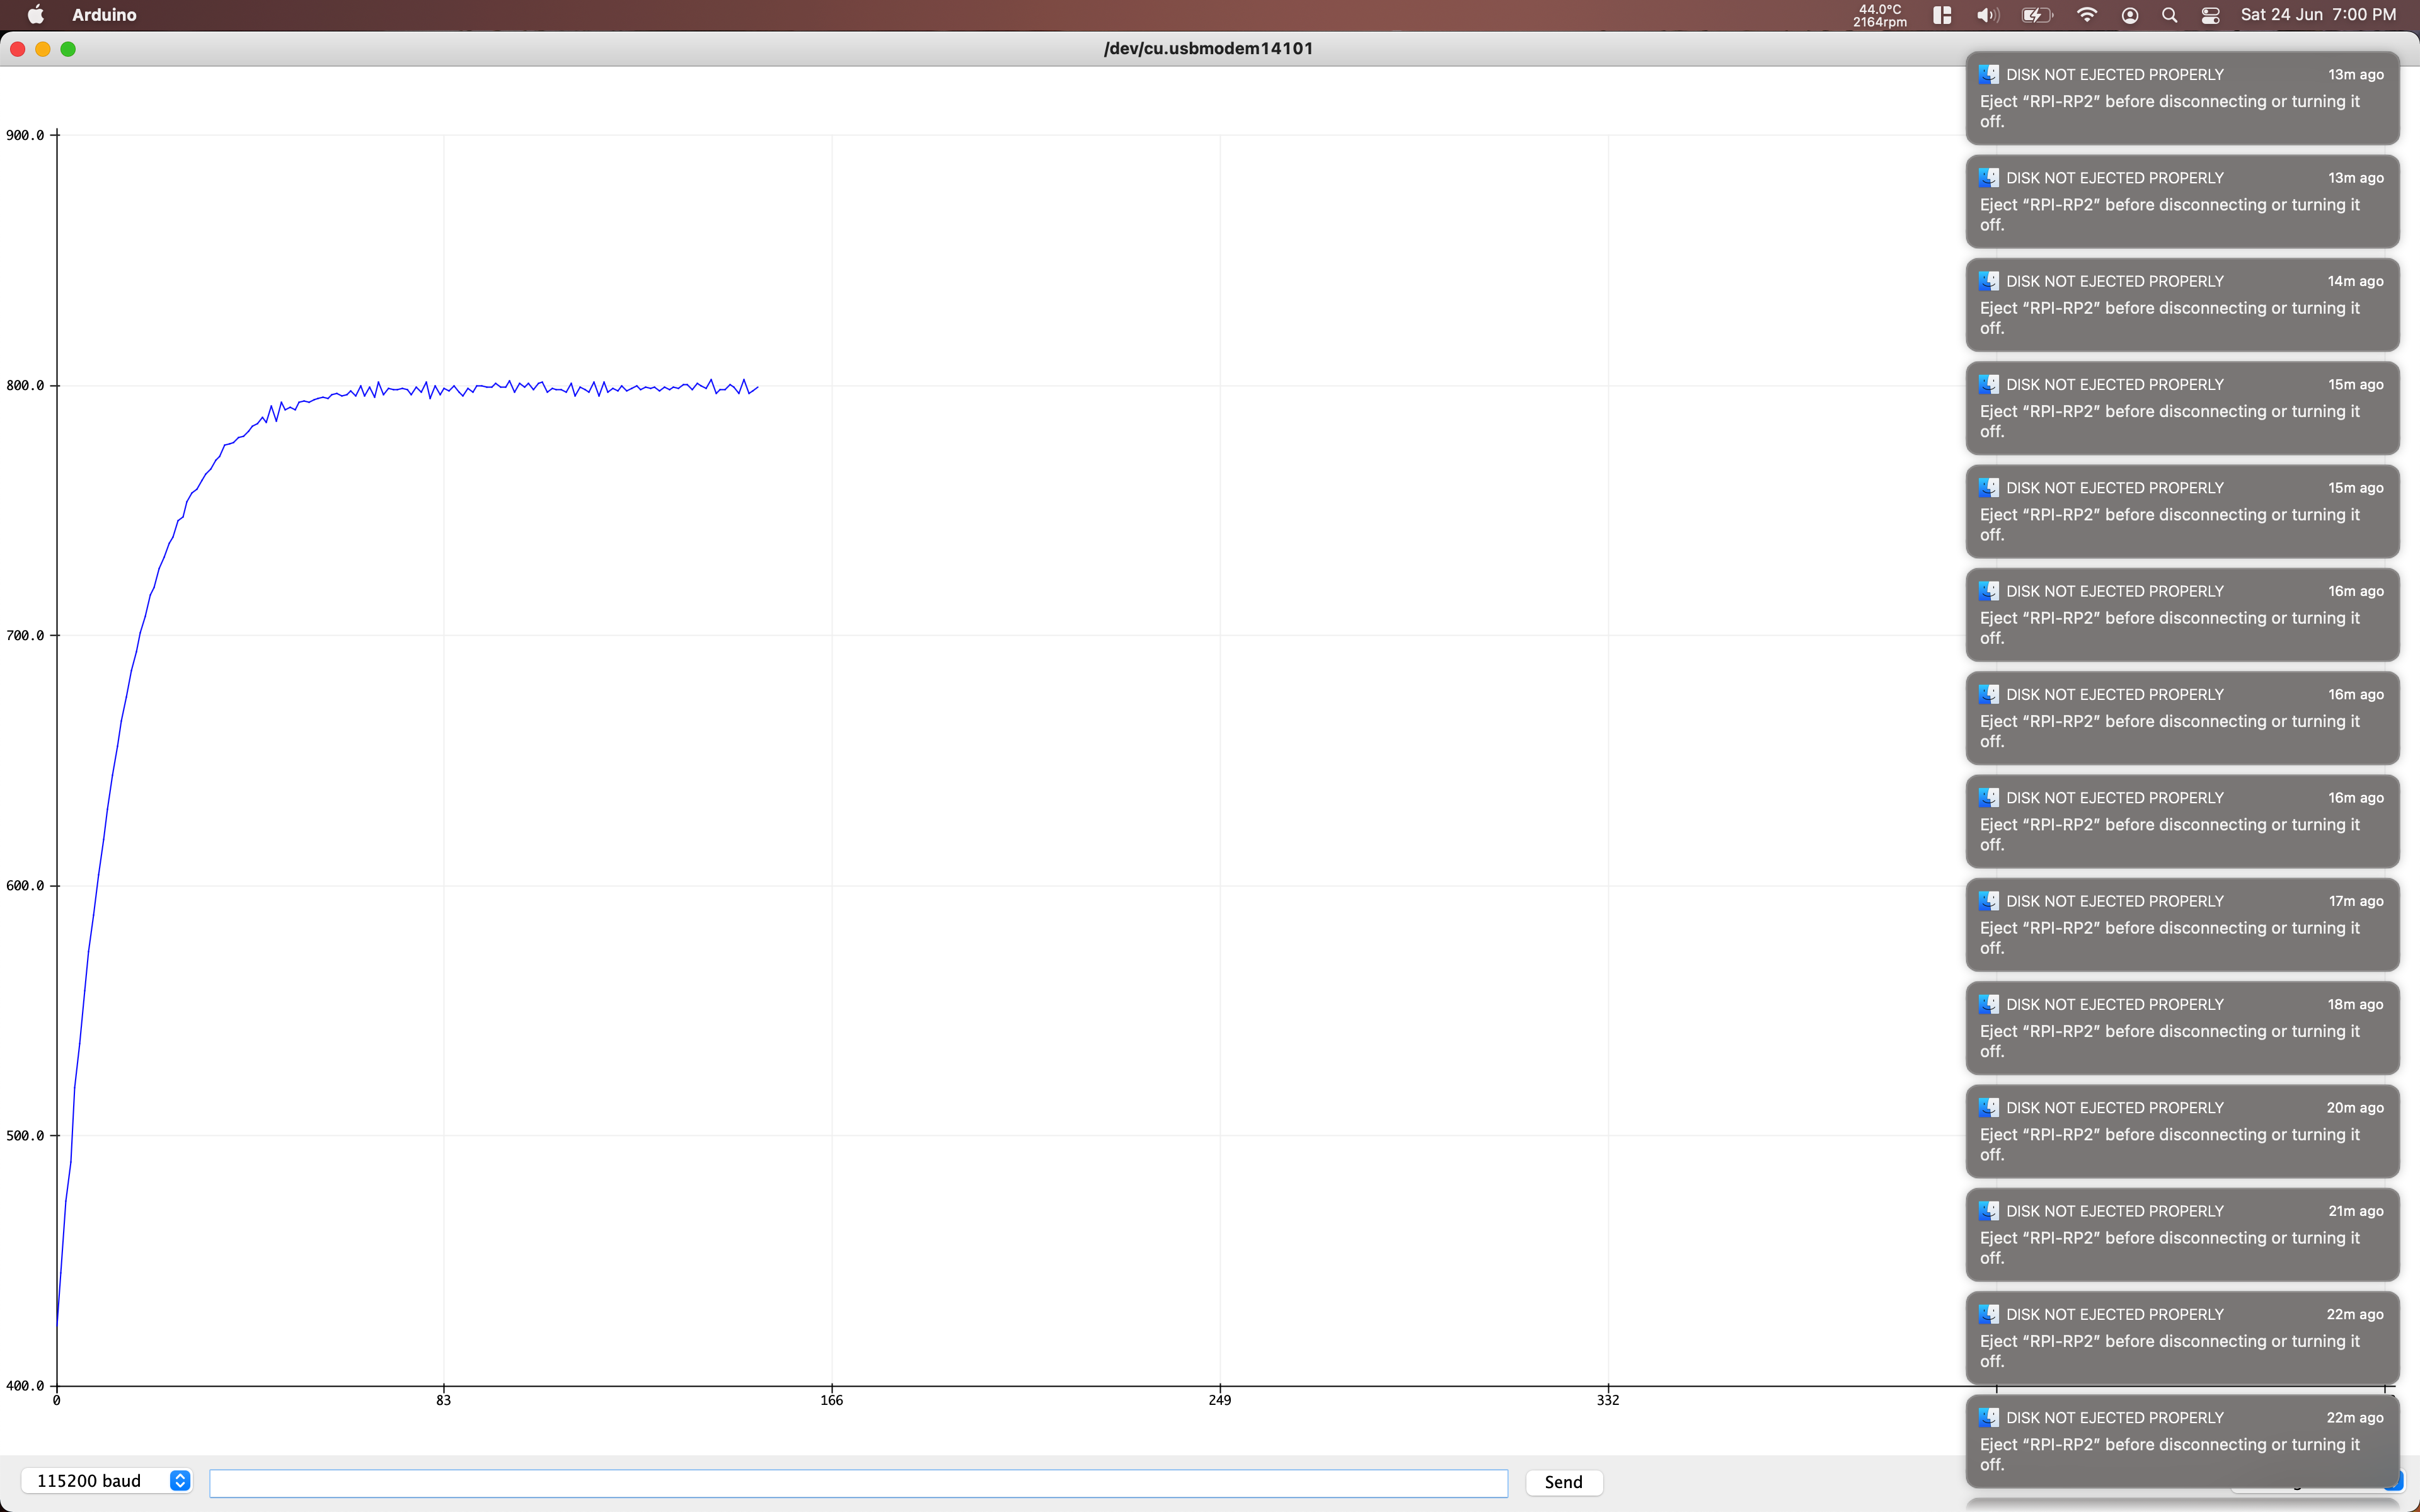 Arduino
44.0°C
2164rpm
Sat 24 Jun 7:00 PM
/dev/cu.usbmodem14101
DISK NOT EJECTED PROPERLY 13m ago
Eject “RPI-RP2” before disconnecting or turning it
off.
DISK NOT EJECTED PROPERLY 13m ago
Eject “RPI-RP2” before disconnecting or turning it
off.
DISK NOT EJECTED PROPERLY 14m ago
Eject “RPI-RP2” before disconnecting or turning it
off.
DISK NOT EJECTED PROPERLY 15m ago
Eject “RPI-RP2” before disconnecting or turning it
off.
DISK NOT EJECTED PROPERLY 15m ago
Eject “RPI-RP2” before disconnecting or turning it
off.
DISK NOT EJECTED PROPERLY 16m ago
Eject “RPI-RP2” before disconnecting or turning it
off.
DISK NOT EJECTED PROPERLY 16m ago
Eject “RPI-RP2” before disconnecting or turning it
off.
DISK NOT EJECTED PROPERLY 16m ago
Eject “RPI-RP2” before disconnecting or turning it
off.
DISK NOT EJECTED PROPERLY 17m ago
Eject “RPI-RP2” before disconnecting or turning it
off.
DISK NOT EJECTED PROPERLY 18m ago
Eject “RPI-RP2” before disconnecting or turning it
off.
DISK NOT EJECTED PROPERLY 20m ago
Eject “RPI-RP2” before disconnecting or turning it
off.
DISK NOT EJECTED PROPERLY 21m ago
Eject “RPI-RP2” before disconnecting or turning it
off.
DISK NOT EJECTED PROPERLY 22m ago
Eject “RPI-RP2” before disconnecting or turning it
off.
DISK NOT EJECTED PROPERLY 22m ago
Eject “RPI-RP2” before disconnecting or turning it
off.
900.0
800.0
700.0
600.0
500.0
400.0
0 83 166 249 332
115200 baud
Send